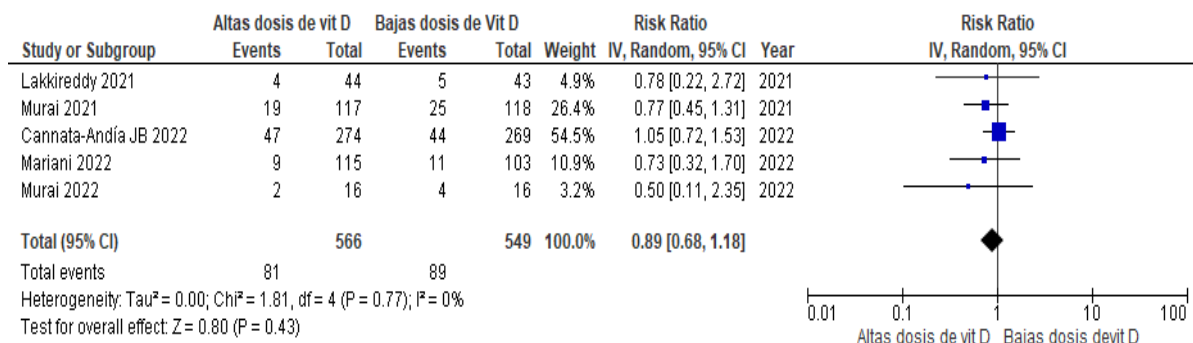 Altas dosis de vit D Bajas dosis de Vit D Risk Ratio Risk Ratio
Study or Subgroup Events Total Events Total Weight IV, Random, 95% CI Year IV, Random, 95% CI
Lakkireddy 2021 4 44 5 43 4.9% 0.78 [0.22, 2.72] 2021
Murai 2021 19 117 25 118 26.4% 0.77 [0.45, 1.31] 2021
Cannata-Andía JB 2022 47 274 44 269 54.5% 1.05 [0.72, 1.53] 2022
Mariani 2022 9 115 11 103 10.9% 0.73 [0.32, 1.70] 2022
Murai 2022 2 16 4 16 3.2% 0.50 [0.11, 2.35] 2022
Total (95% CI) 566 549 100.0% 0.89 [0.68, 1.18]
Total events 81 89
Heterogeneity: Tau² = 0.00; Chi² = 1.81, df = 4 (P = 0.77); I² = 0%
Test for overall effect: Z = 0.80 (P = 0.43)
0.01 0.1 1 10 100
Altas dosis de vit D Bajas dosis devit D